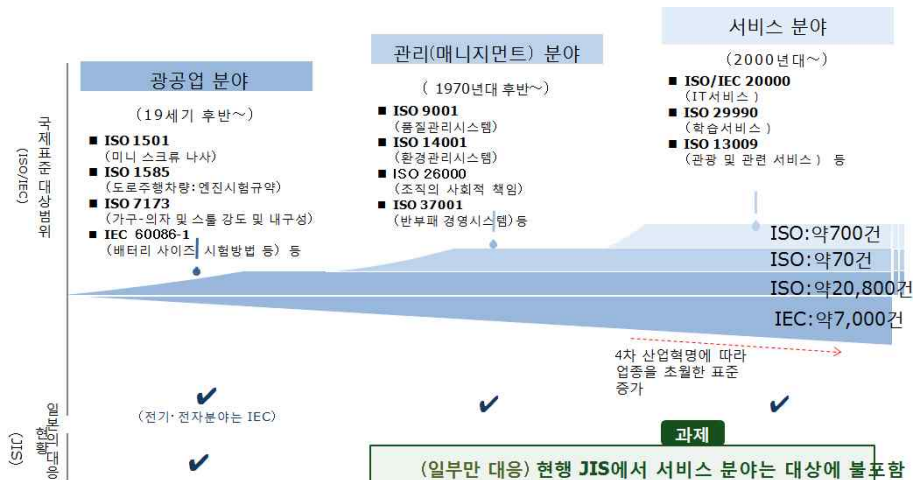 광공업 분야
(19세기 후반~)
■ ISO 1501
(미니 스크류 나사)
■ ISO 1585
(도로주행차량:엔진시험규약)
■ ISO 7173
(가구-의자 및 스툴 강도 및 내구성)
■ IEC 60086-1
(배터리 사이즈 시험방법 등) 등
관리(매니지먼트) 분야
( 1970년대 후반~)
■ ISO 9001
(품질관리시스템)
■ ISO 14001
(환경관리시스템)
■ ISO 26000
(조직의 사회적 책임)
■ ISO 37001
(반부패 경영시스템)등
서비스 분야
(2000년대~)
■ ISO/IEC 20000
(IT서비스 )
■ ISO 29990
(학습서비스 )
■ ISO 13009
(관광 및 관련 서비스 ) 등
국제표준 대상범위
(ISO/IEC)
ISO:약700건
ISO:약70건
ISO:약20,800건
IEC:약7,000건
4차 산업혁명에 따라
업종을 초월한 표준
증가
✔
(전기·전자분야는 IEC)
✔
✔
일본의 대응
현황
(JIS)
✔
과제
(일부만 대응) 현행 JIS에서 서비스 분야는 대상에 불포함